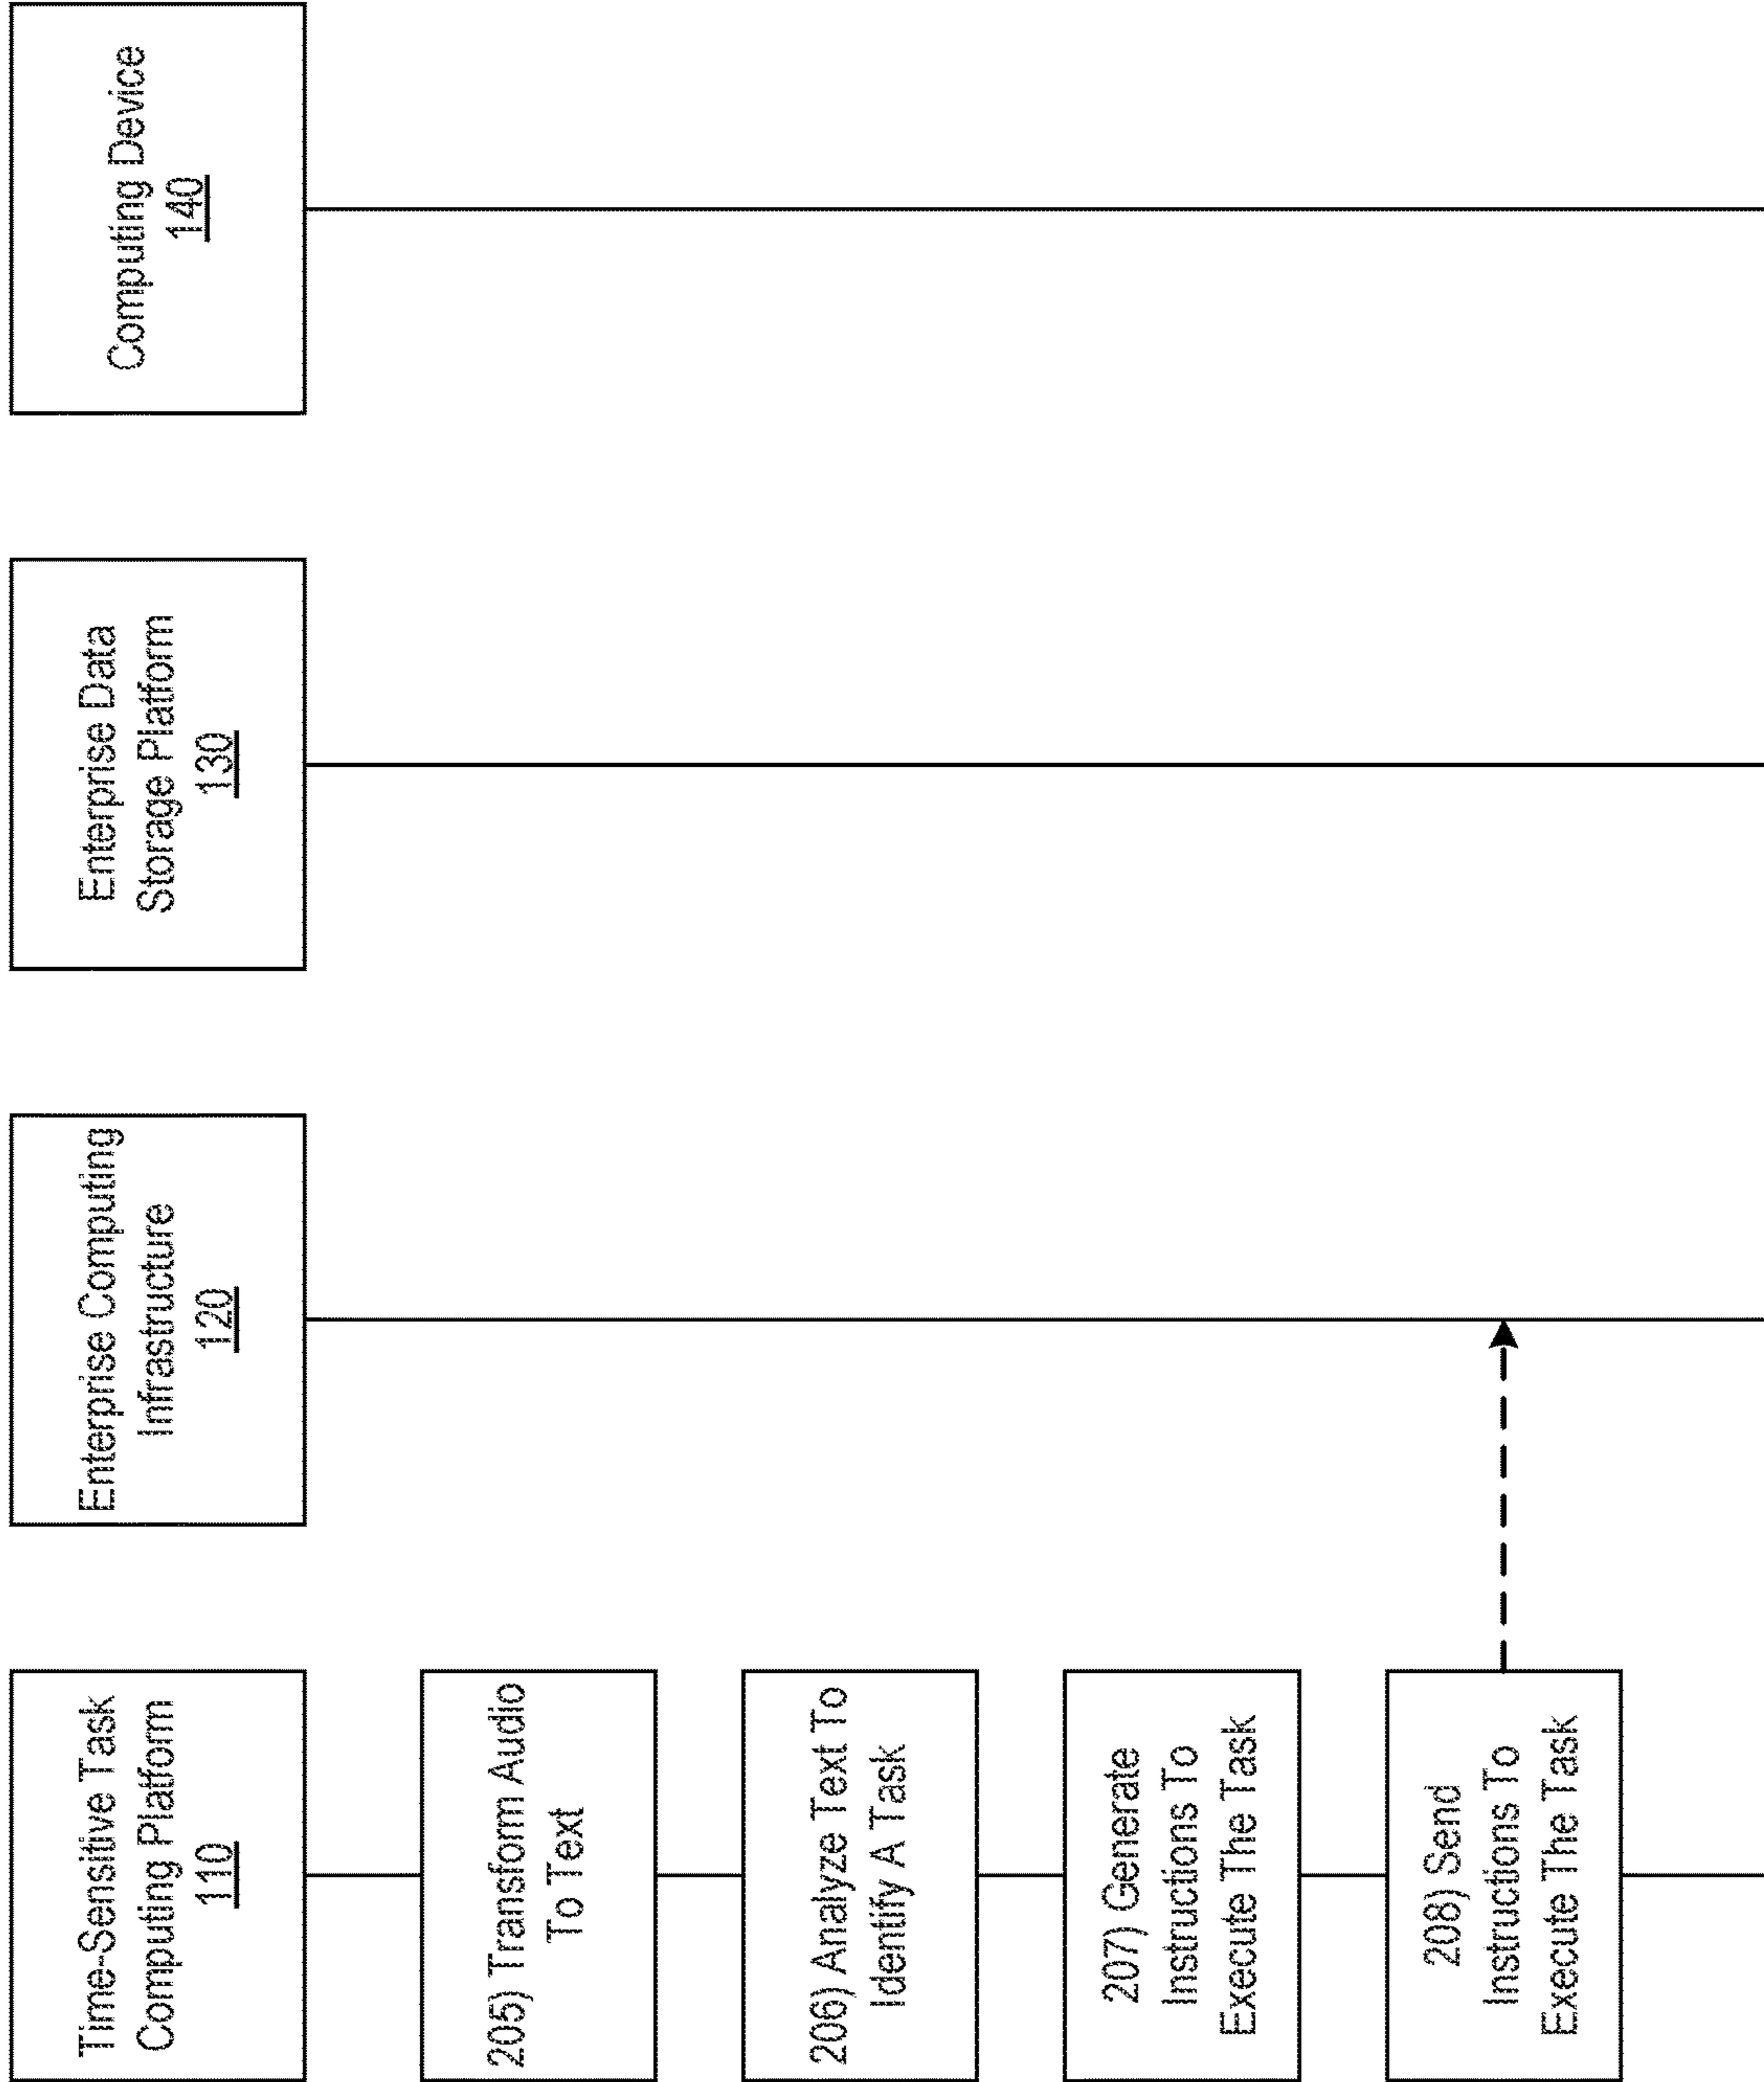 Time-Sensitive Task
Computing Platform
110
Enterprise Computing
Infrastructure
120
Enterprise Data
Storage Platform
130
Computing Device
140
205) Transform Audio
To Text
206) Analyze Text To
Identify A Task
207) Generate
Instructions To
Execute The Task
208) Send
Instructions To
Execute The Task